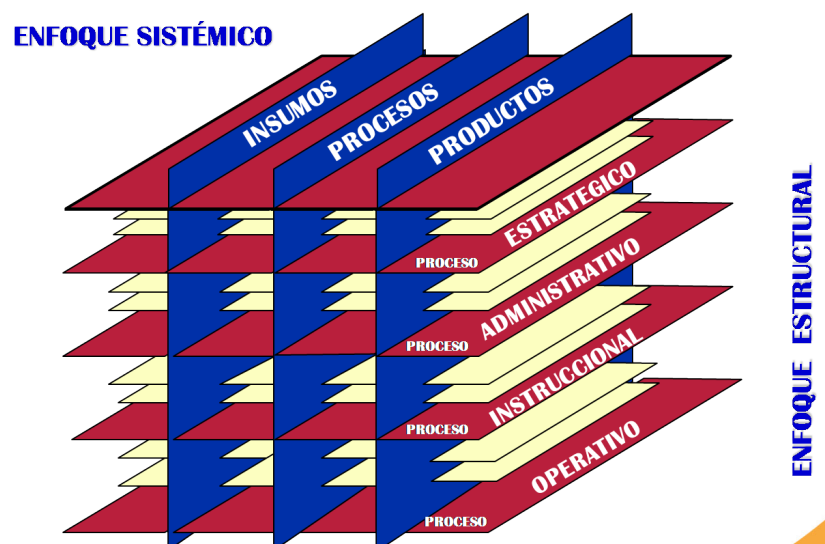 ENFOQUE SISTÉMICO
INSUMOS
PROCESOS
PRODUCTOS
PROCESO ESTRATEGICO
PROCESO ADMINISTRATIVO
PROCESO INSTRUCCIONAL
PROCESO OPERATIVO
ENFOQUE ESTRUCTURAL